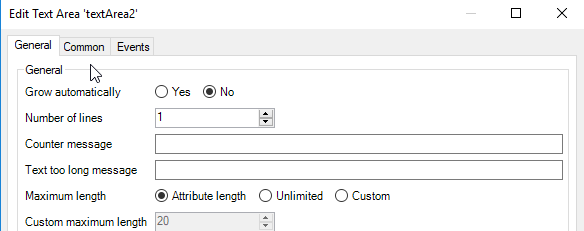 Edit Text Area 'textArea2'
General Common Events
General
Grow automatically Yes No
Number of lines 1
Counter message
Text too long message
Maximum length Attribute length Unlimited Custom
Custom maximum length 20